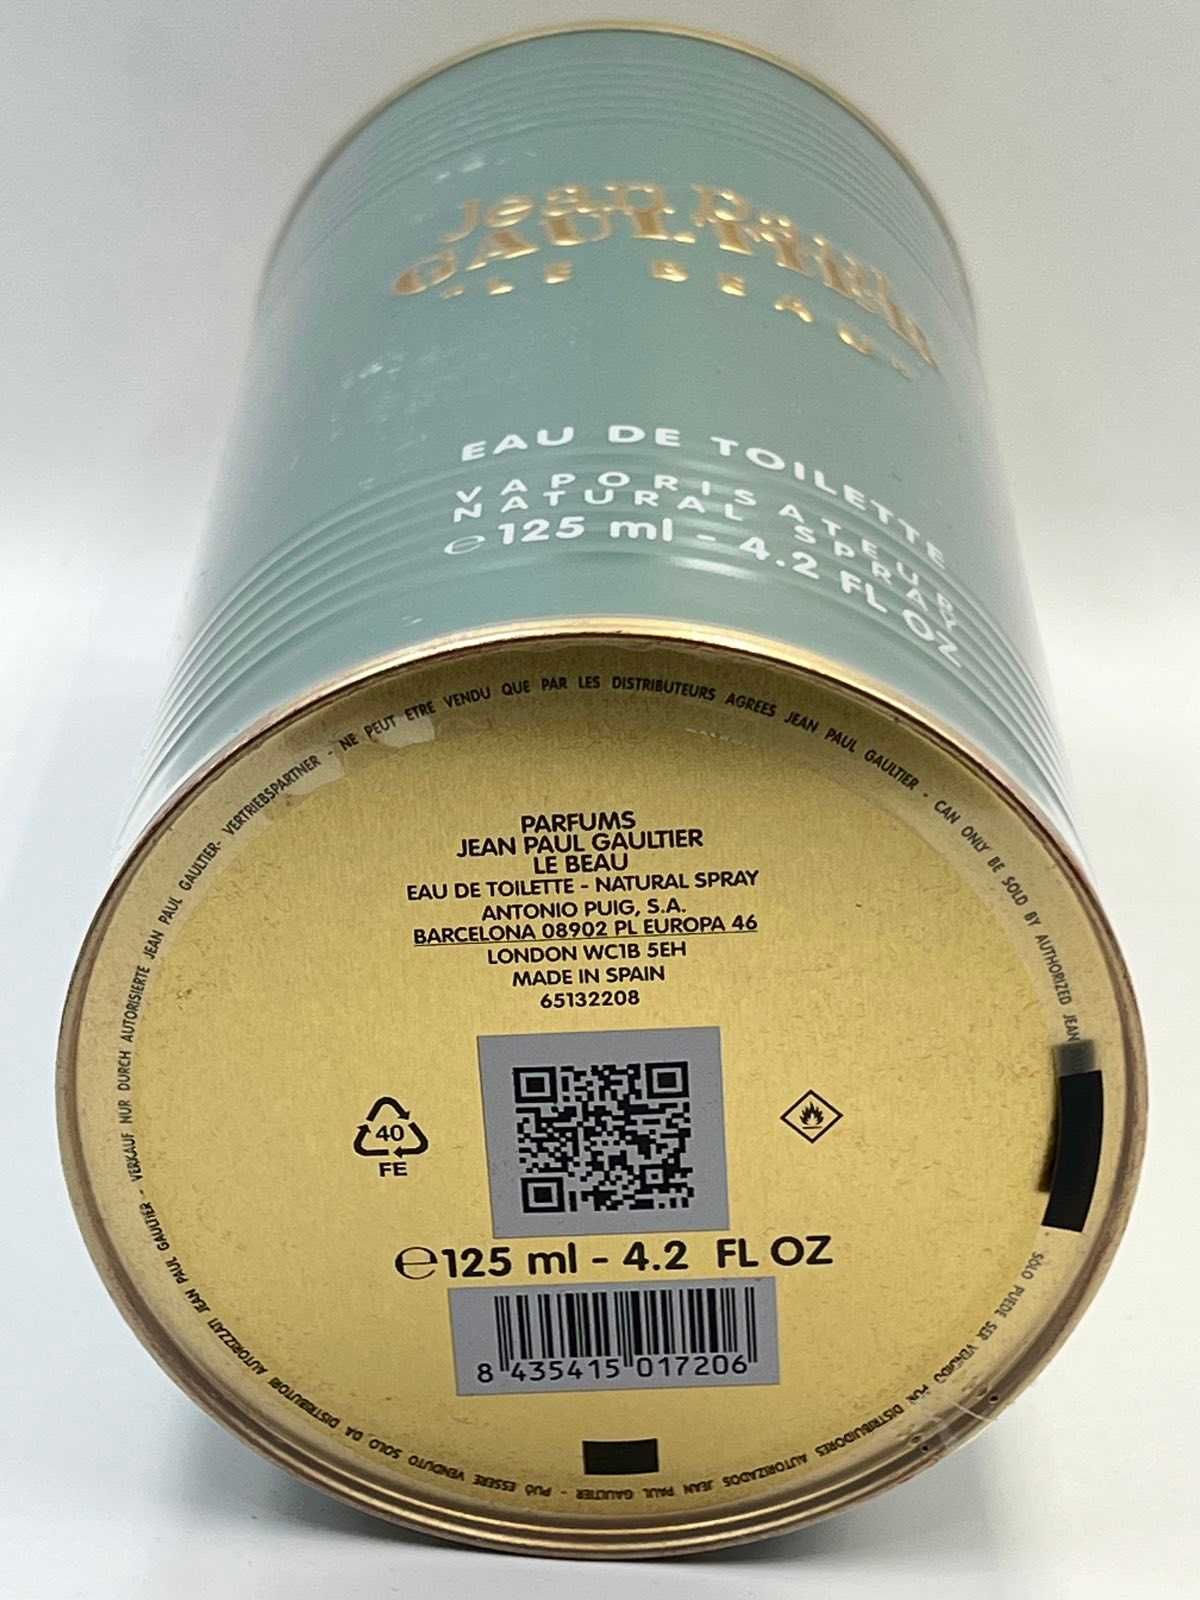 Jean Paul
GAULTIER
"LE BEAU"
EAU DE TOILETTE
VAPORISATEUR
NATURAL SPRAY
℮ 125 ml - 4.2 FL OZ
NE PEUT ETRE VENDU QUE PAR LES DISTRIBUTEURS AGREES JEAN PAUL GAULTIER - CAN ONLY BE SOLD BY AUTHORIZED JEAN
SOLO PUEDE SER VENDIDO POR DISTRIBUIDORES AUTORIZADOS JEAN PAUL GAULTIER - PUÒ ESSERE VENDUTO SOLO DA DISTRIBUTORI AUTORIZZATI JEAN PAUL GAULTIER - VERKAUF NUR DURCH AUTORISIERTE JEAN PAUL GAULTIER- VERTRIEBSPARTNER -
PARFUMS
JEAN PAUL GAULTIER
LE BEAU
EAU DE TOILETTE - NATURAL SPRAY
ANTONIO PUIG, S.A.
BARCELONA 08902 PL EUROPA 46
LONDON WC1B 5EH
MADE IN SPAIN
65132208
40
FE
℮125 ml - 4.2 FL OZ
8 435415 017206